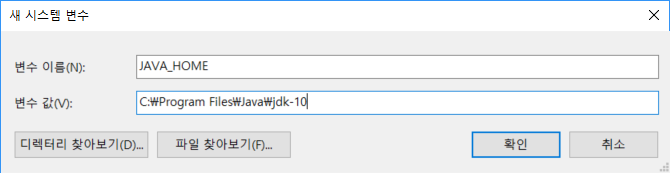 새 시스템 변수
변수 이름(N): JAVA_HOME
변수 값(V): C:₩Program Files₩Java₩jdk-10
디렉터리 찾아보기(D)... 파일 찾아보기(F)... 확인 취소